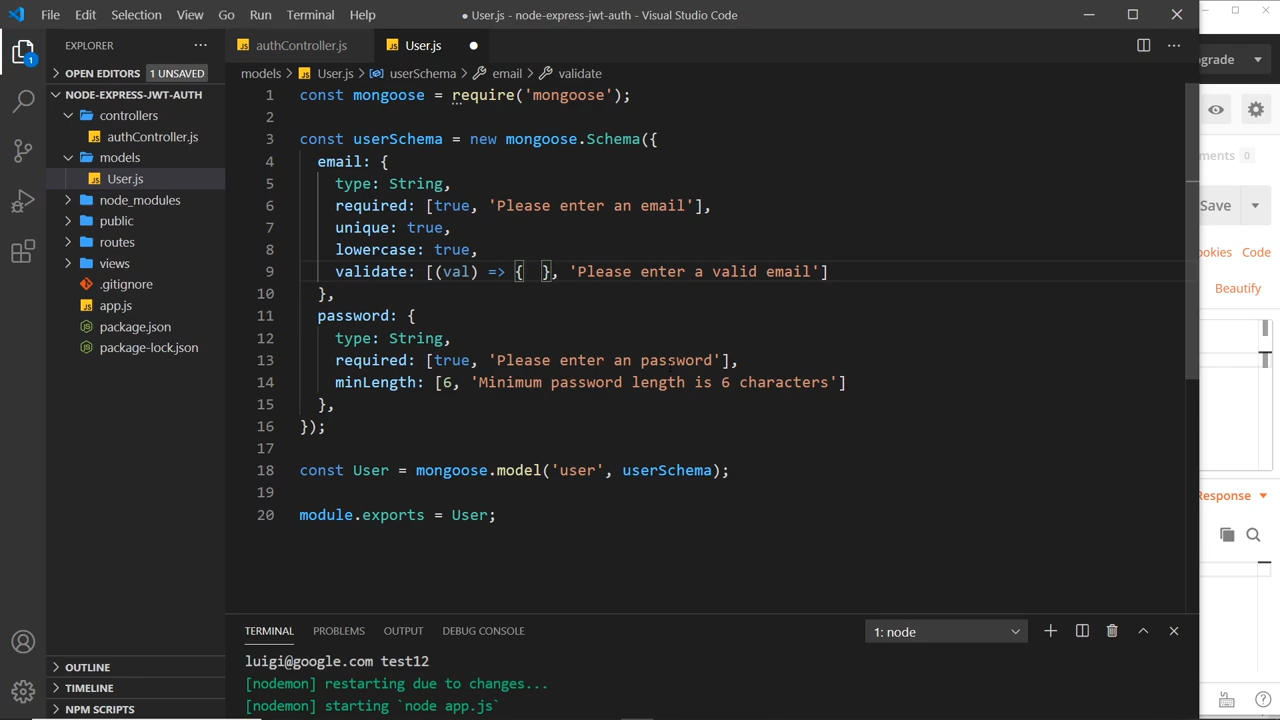 File Edit Selection View Go Run Terminal Help
● User.js - node-express-jwt-auth - Visual Studio Code
EXPLORER
OPEN EDITORS 1 UNSAVED
NODE-EXPRESS-JWT-AUTH
controllers
authController.js
models
User.js
node_modules
public
routes
views
.gitignore
app.js
package.json
package-lock.json
OUTLINE
TIMELINE
NPM SCRIPTS
1
authController.js User.js
models > User.js > userSchema > email > validate
1 const mongoose = require('mongoose');
2
3 const userSchema = new mongoose.Schema({
4 email: {
5 type: String,
6 required: [true, 'Please enter an email'],
7 unique: true,
8 lowercase: true,
9 validate: [(val) => {  }, 'Please enter a valid email']
10 },
11 password: {
12 type: String,
13 required: [true, 'Please enter an password'],
14 minLength: [6, 'Minimum password length is 6 characters']
15 },
16 });
17
18 const User = mongoose.model('user', userSchema);
19
20 module.exports = User;
TERMINAL PROBLEMS OUTPUT DEBUG CONSOLE
1: node
luigi@google.com test12
[nodemon] restarting due to changes...
[nodemon] starting `node app.js`
grade
ments 0
Save
okies Code
Beautify
Response